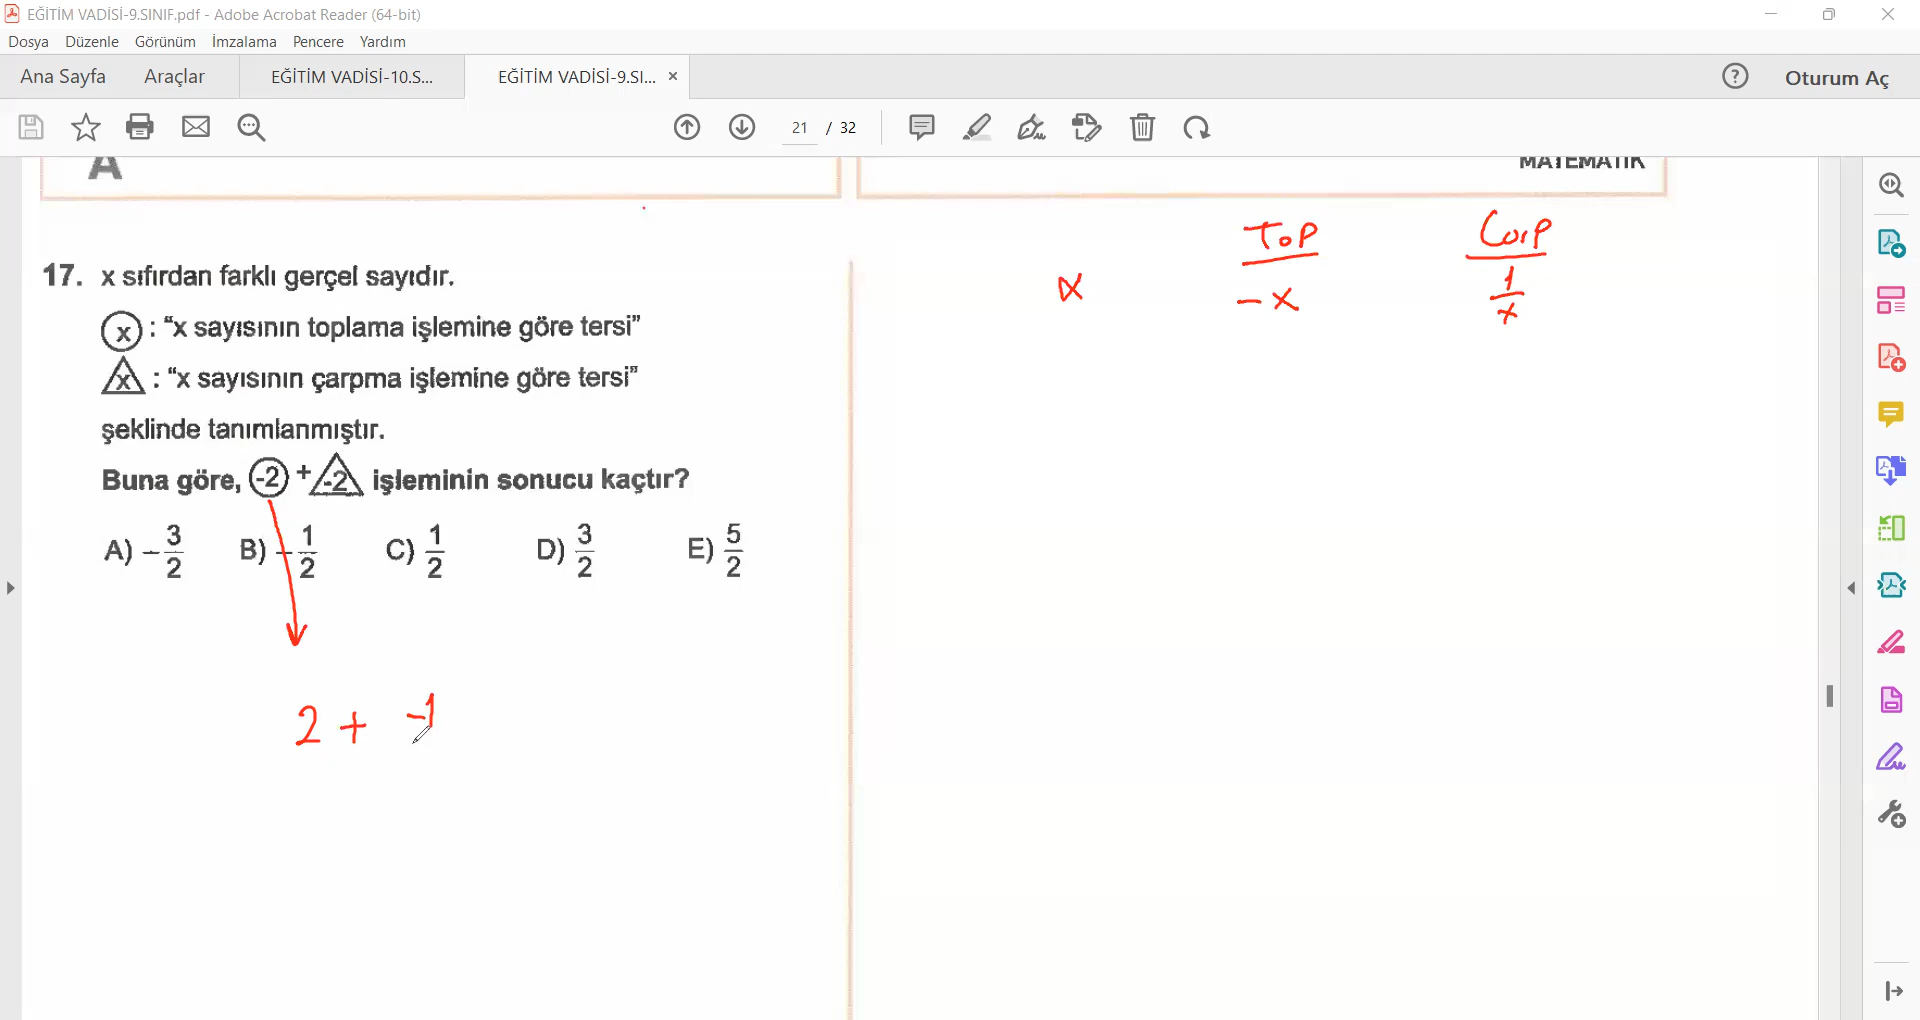 EĞİTİM VADİSİ-9.SINIF.pdf - Adobe Acrobat Reader (64-bit)
Dosya Düzenle Görünüm İmzalama Pencere Yardım
Ana Sayfa Araçlar EĞİTİM VADİSİ-10.S... EĞİTİM VADİSİ-9.SI... × Oturum Aç
21 / 32
A
MATEMATİK
17. x sıfırdan farklı gerçel sayıdır.
x : “x sayısının toplama işlemine göre tersi”
x : “x sayısının çarpma işlemine göre tersi”
şeklinde tanımlanmıştır.
Buna göre, -2 + -2 işleminin sonucu kaçtır?
A) -3/2 B) -1/2 C) 1/2 D) 3/2 E) 5/2
2 + -1
Top Carp
x -x 1/x